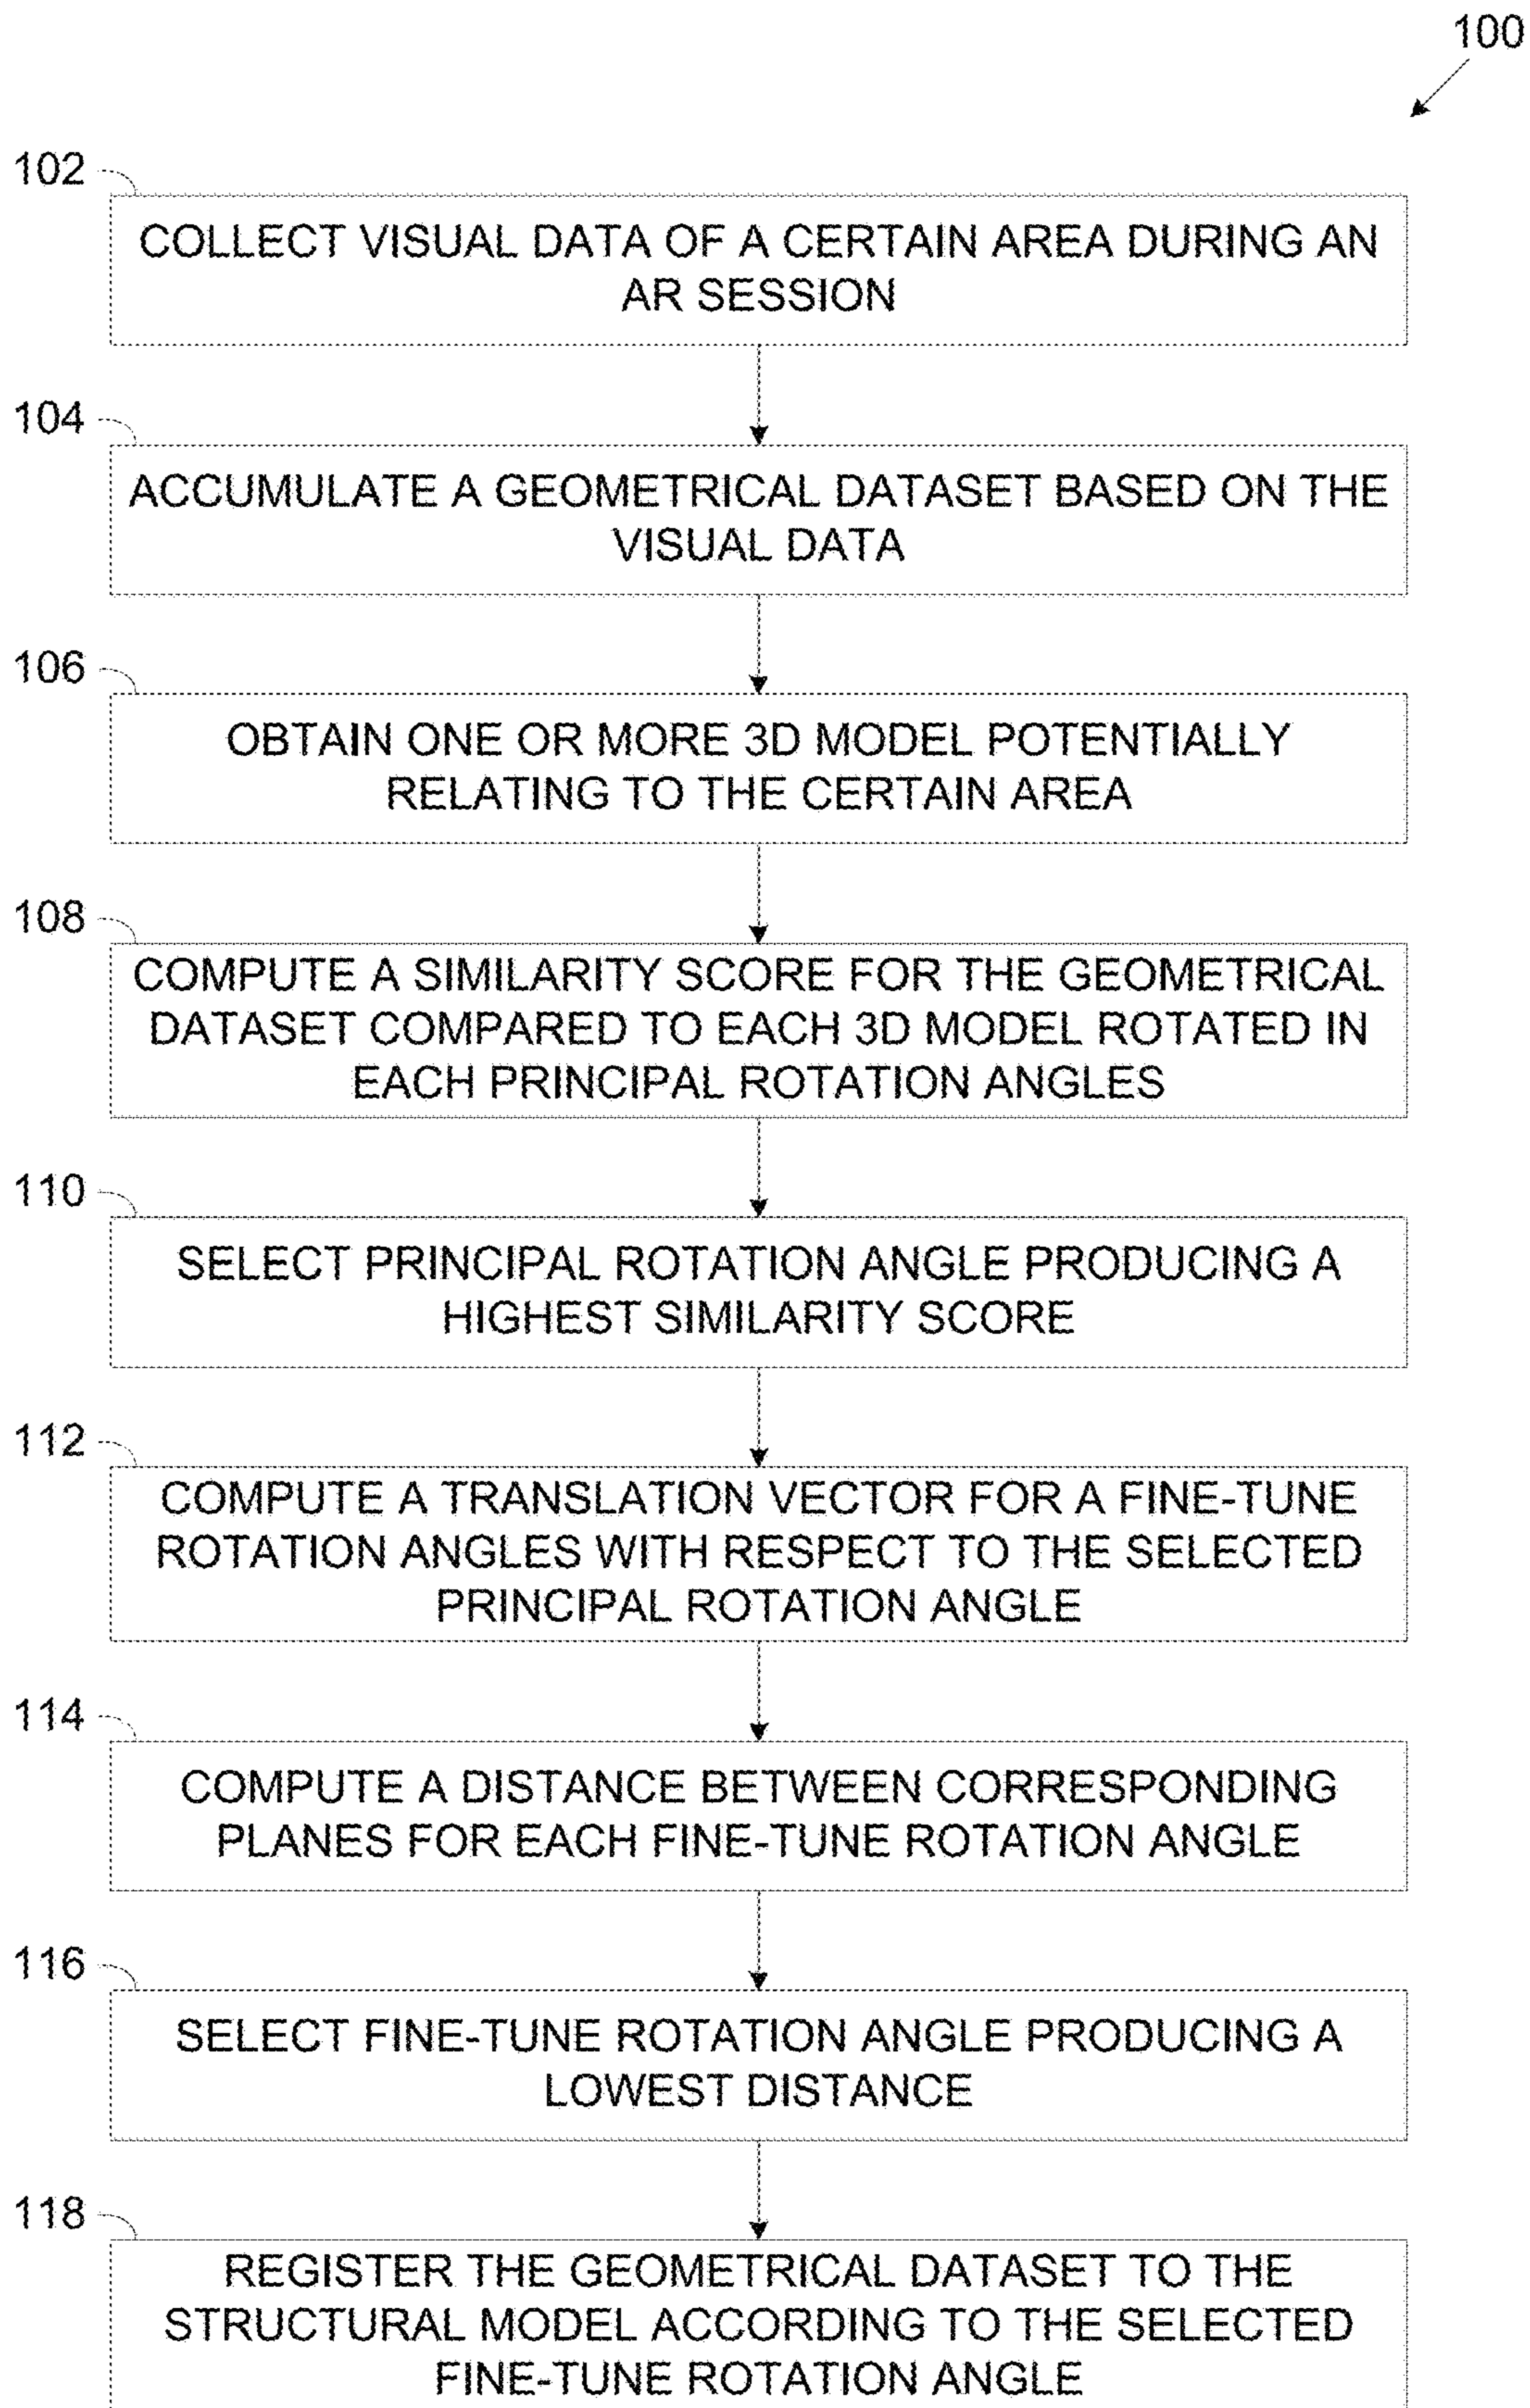 100
102
COLLECT VISUAL DATA OF A CERTAIN AREA DURING AN
AR SESSION
104
ACCUMULATE A GEOMETRICAL DATASET BASED ON THE
VISUAL DATA
106
OBTAIN ONE OR MORE 3D MODEL POTENTIALLY
RELATING TO THE CERTAIN AREA
108
COMPUTE A SIMILARITY SCORE FOR THE GEOMETRICAL
DATASET COMPARED TO EACH 3D MODEL ROTATED IN
EACH PRINCIPAL ROTATION ANGLES
110
SELECT PRINCIPAL ROTATION ANGLE PRODUCING A
HIGHEST SIMILARITY SCORE
112
COMPUTE A TRANSLATION VECTOR FOR A FINE-TUNE
ROTATION ANGLES WITH RESPECT TO THE SELECTED
PRINCIPAL ROTATION ANGLE
114
COMPUTE A DISTANCE BETWEEN CORRESPONDING
PLANES FOR EACH FINE-TUNE ROTATION ANGLE
116
SELECT FINE-TUNE ROTATION ANGLE PRODUCING A
LOWEST DISTANCE
118
REGISTER THE GEOMETRICAL DATASET TO THE
STRUCTURAL MODEL ACCORDING TO THE SELECTED
FINE-TUNE ROTATION ANGLE